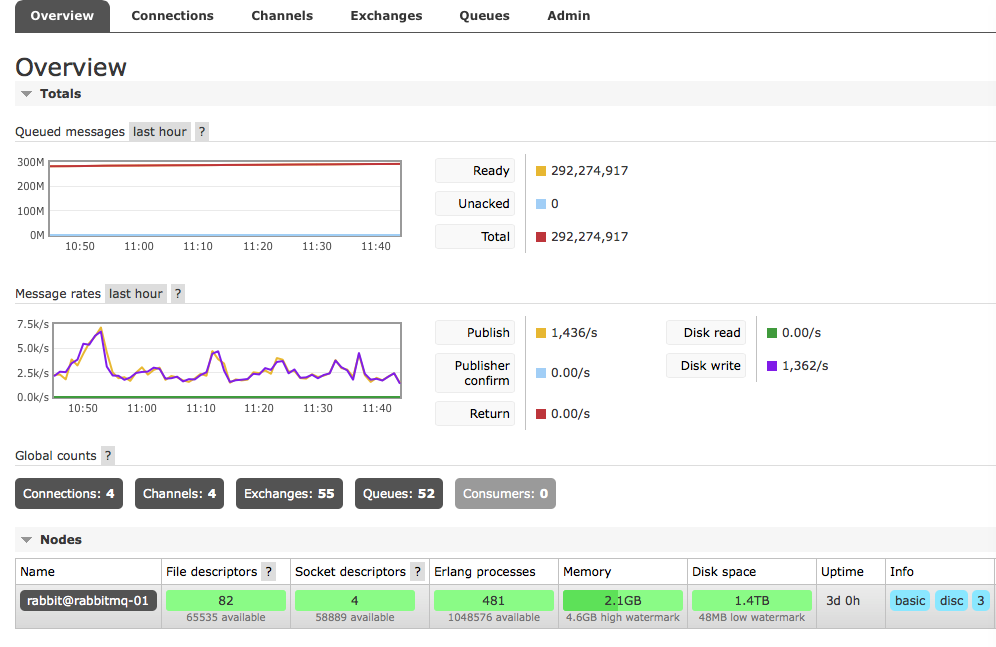 Overview Connections Channels Exchanges Queues Admin
Overview
Totals
Queued messages last hour ?
300M
200M
100M
0M
10:50 11:00 11:10 11:20 11:30 11:40
Ready 292,274,917
Unacked 0
Total 292,274,917
Message rates last hour ?
7.5k/s
5.0k/s
2.5k/s
0.0k/s
10:50 11:00 11:10 11:20 11:30 11:40
Publish 1,436/s
Publisher
confirm 0.00/s
Return 0.00/s
Disk read 0.00/s
Disk write 1,362/s
Global counts ?
Connections: 4 Channels: 4 Exchanges: 55 Queues: 52 Consumers: 0
Nodes
Name File descriptors ? Socket descriptors ? Erlang processes Memory Disk space Uptime Info
rabbit@rabbitmq-01 82 4 481 2.1GB 1.4TB 3d 0h basic disc 3
65535 available 58889 available 1048576 available 4.6GB high watermark 48MB low watermark